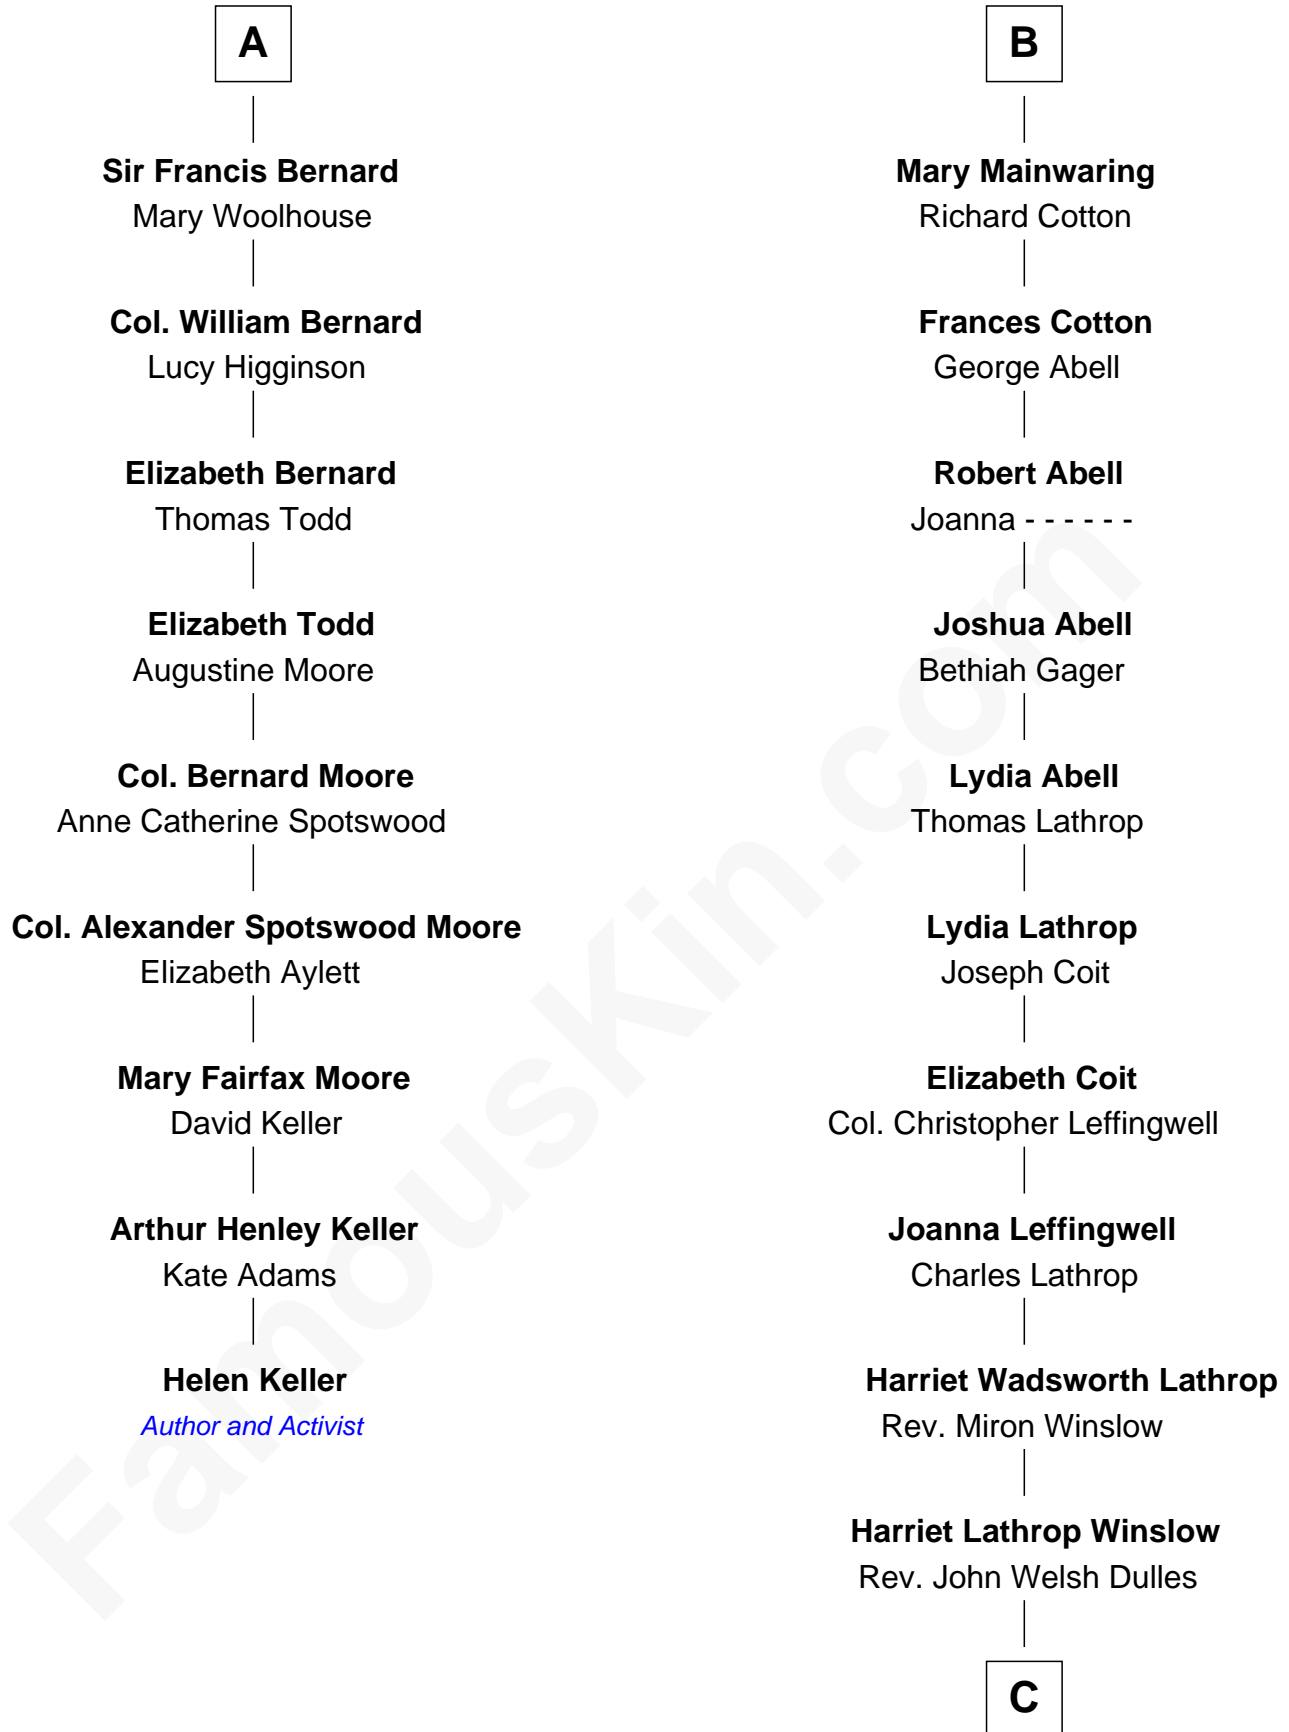 A
Sir Francis Bernard
Mary Woolhouse
Col. William Bernard
Lucy Higginson
Elizabeth Bernard
Thomas Todd
Elizabeth Todd
Augustine Moore
Col. Bernard Moore
Anne Catherine Spotswood
Col. Alexander Spotswood Moore
Elizabeth Aylett
Mary Fairfax Moore
David Keller
Arthur Henley Keller
Kate Adams
Helen Keller
Author and Activist
B
Mary Mainwaring
Richard Cotton
Frances Cotton
George Abell
Robert Abell
Joanna - - - - - -
Joshua Abell
Bethiah Gager
Lydia Abell
Thomas Lathrop
Lydia Lathrop
Joseph Coit
Elizabeth Coit
Col. Christopher Leffingwell
Joanna Leffingwell
Charles Lathrop
Harriet Wadsworth Lathrop
Rev. Miron Winslow
Harriet Lathrop Winslow
Rev. John Welsh Dulles
C
FamousKin.com